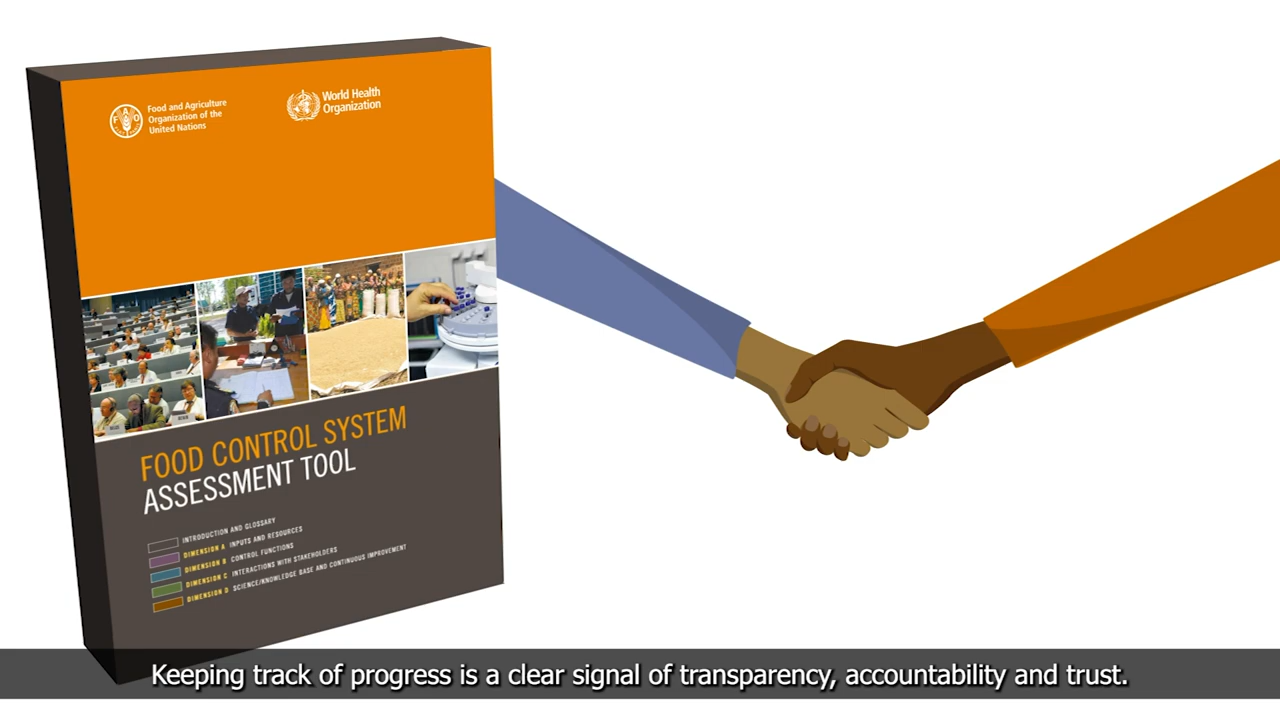 Food and Agriculture
Organization of the
United Nations
World Health
Organization
FOOD CONTROL SYSTEM
ASSESSMENT TOOL
INTRODUCTION AND GLOSSARY
DIMENSION A INPUTS AND RESOURCES
DIMENSION B CONTROL FUNCTIONS
DIMENSION C INTERACTIONS WITH STAKEHOLDERS
DIMENSION D SCIENCE/KNOWLEDGE BASE AND CONTINUOUS IMPROVEMENT
Keeping track of progress is a clear signal of transparency, accountability and trust.